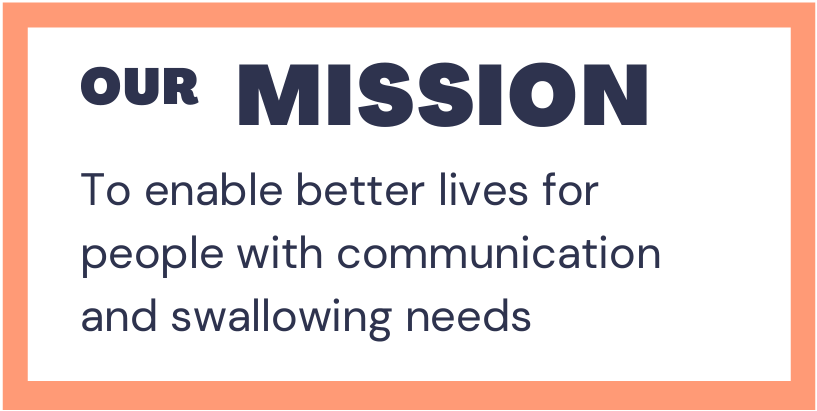 OUR MISSION
To enable better lives for
people with communication
and swallowing needs